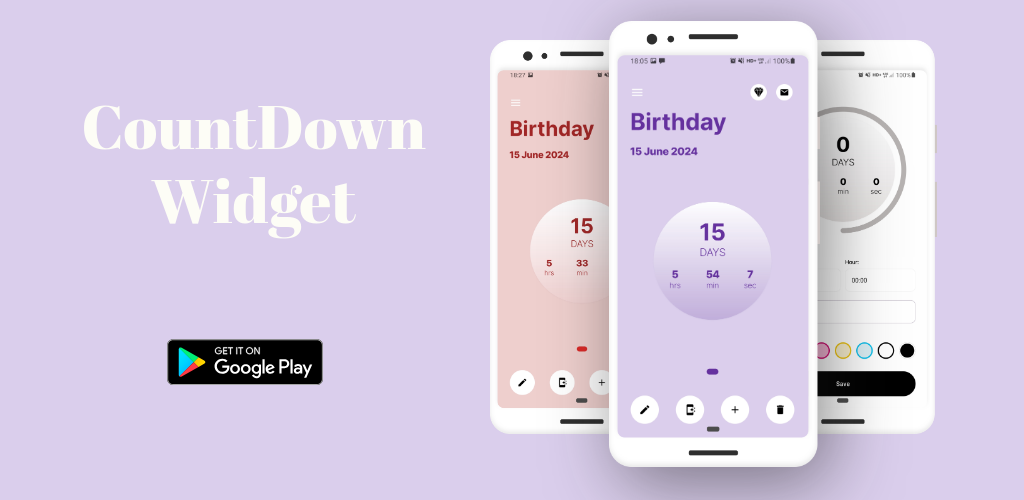 CountDown
Widget
GET IT ON
Google Play
18:27
Birthday
15 June 2024
15
DAYS
5 33
hrs min
18:05 HD+ 100%
Birthday
15 June 2024
15
DAYS
5 54 7
hrs min sec
HD+ 100%
0
DAYS
0 0
min sec
Hour:
00:00
Save